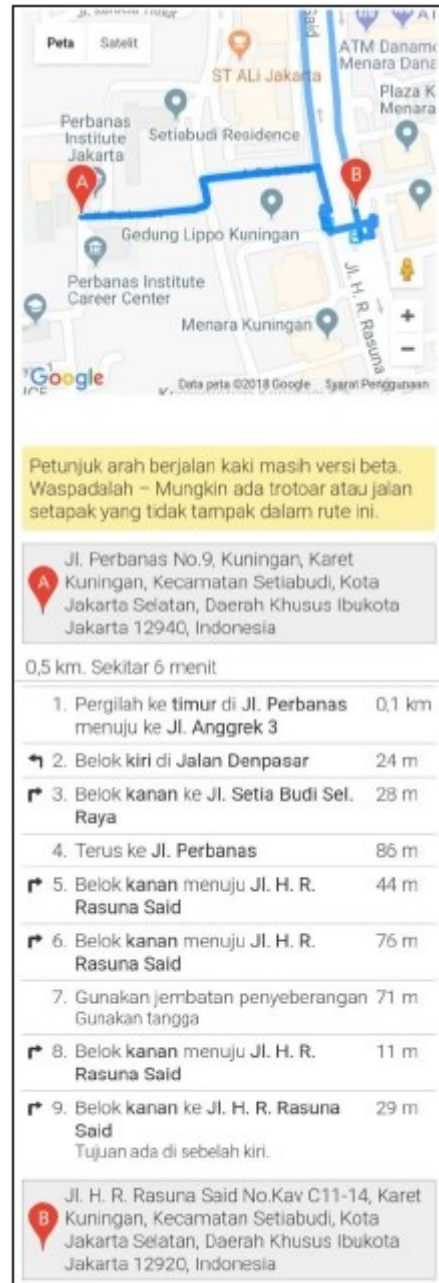 Peta
Satelit
ST ALi Jakarta
ATM Danamo
Menara Dana
Plaza K
Menara
Perbanas
Institute
Jakarta
Setiabudi Residence
A
B
Gedung Lippo Kuningan
Perbanas Institute
Career Center
Menara Kuningan
Jl. H. R. Rasuna
Said
+
−
Google
Data peta ©2018 Google
Syarat Penggunaan
Petunjuk arah berjalan kaki masih versi beta.
Waspadalah – Mungkin ada trotoar atau jalan
setapak yang tidak tampak dalam rute ini.
A
Jl. Perbanas No.9, Kuningan, Karet
Kuningan, Kecamatan Setiabudi, Kota
Jakarta Selatan, Daerah Khusus Ibukota
Jakarta 12940, Indonesia
0,5 km. Sekitar 6 menit
1. Pergilah ke timur di Jl. Perbanas 0,1 km
menuju ke Jl. Anggrek 3
2. Belok kiri di Jalan Denpasar 24 m
3. Belok kanan ke Jl. Setia Budi Sel. 28 m
Raya
4. Terus ke Jl. Perbanas 86 m
5. Belok kanan menuju Jl. H. R. 44 m
Rasuna Said
6. Belok kanan menuju Jl. H. R. 76 m
Rasuna Said
7. Gunakan jembatan penyeberangan 71 m
Gunakan tangga
8. Belok kanan menuju Jl. H. R. 11 m
Rasuna Said
9. Belok kanan ke Jl. H. R. Rasuna 29 m
Said
Tujuan ada di sebelah kiri.
B
Jl. H. R. Rasuna Said No.Kav C11-14, Karet
Kuningan, Kecamatan Setiabudi, Kota
Jakarta Selatan, Daerah Khusus Ibukota
Jakarta 12920, Indonesia